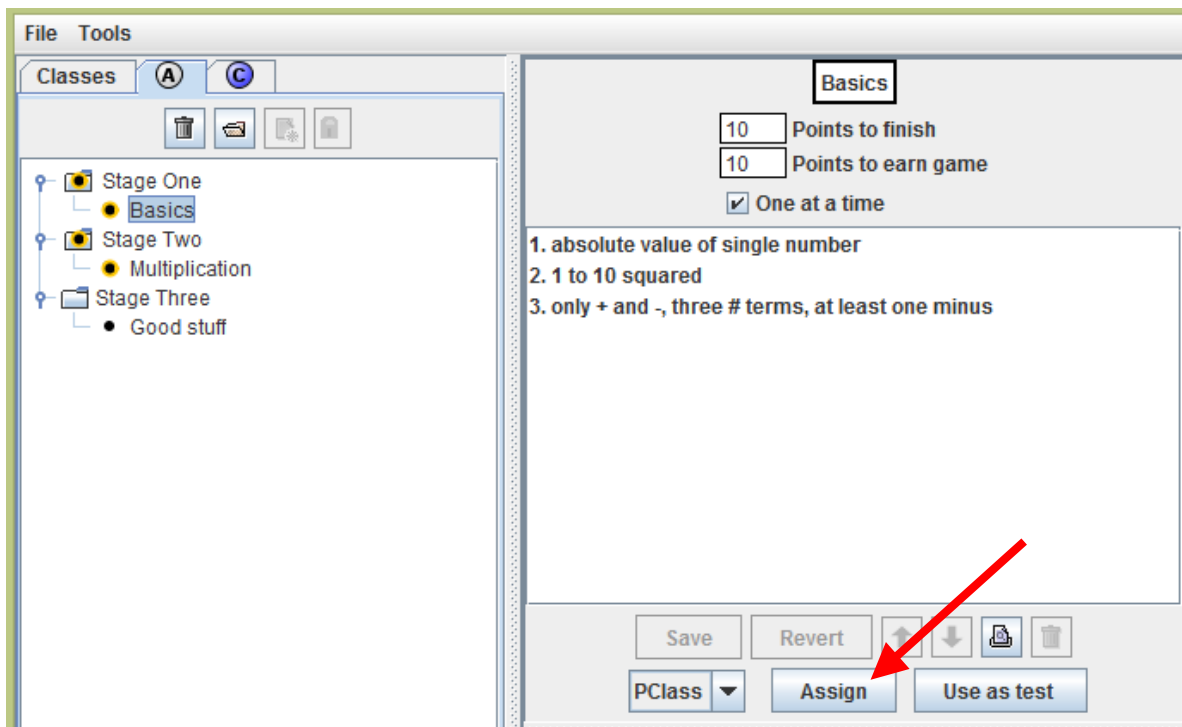 File Tools
Classes A C
Basics
10 Points to finish
10 Points to earn game
One at a time
Stage One
Basics
Stage Two
Multiplication
Stage Three
Good stuff
1. absolute value of single number
2. 1 to 10 squared
3. only + and -, three # terms, at least one minus
Save Revert
PClass Assign Use as test